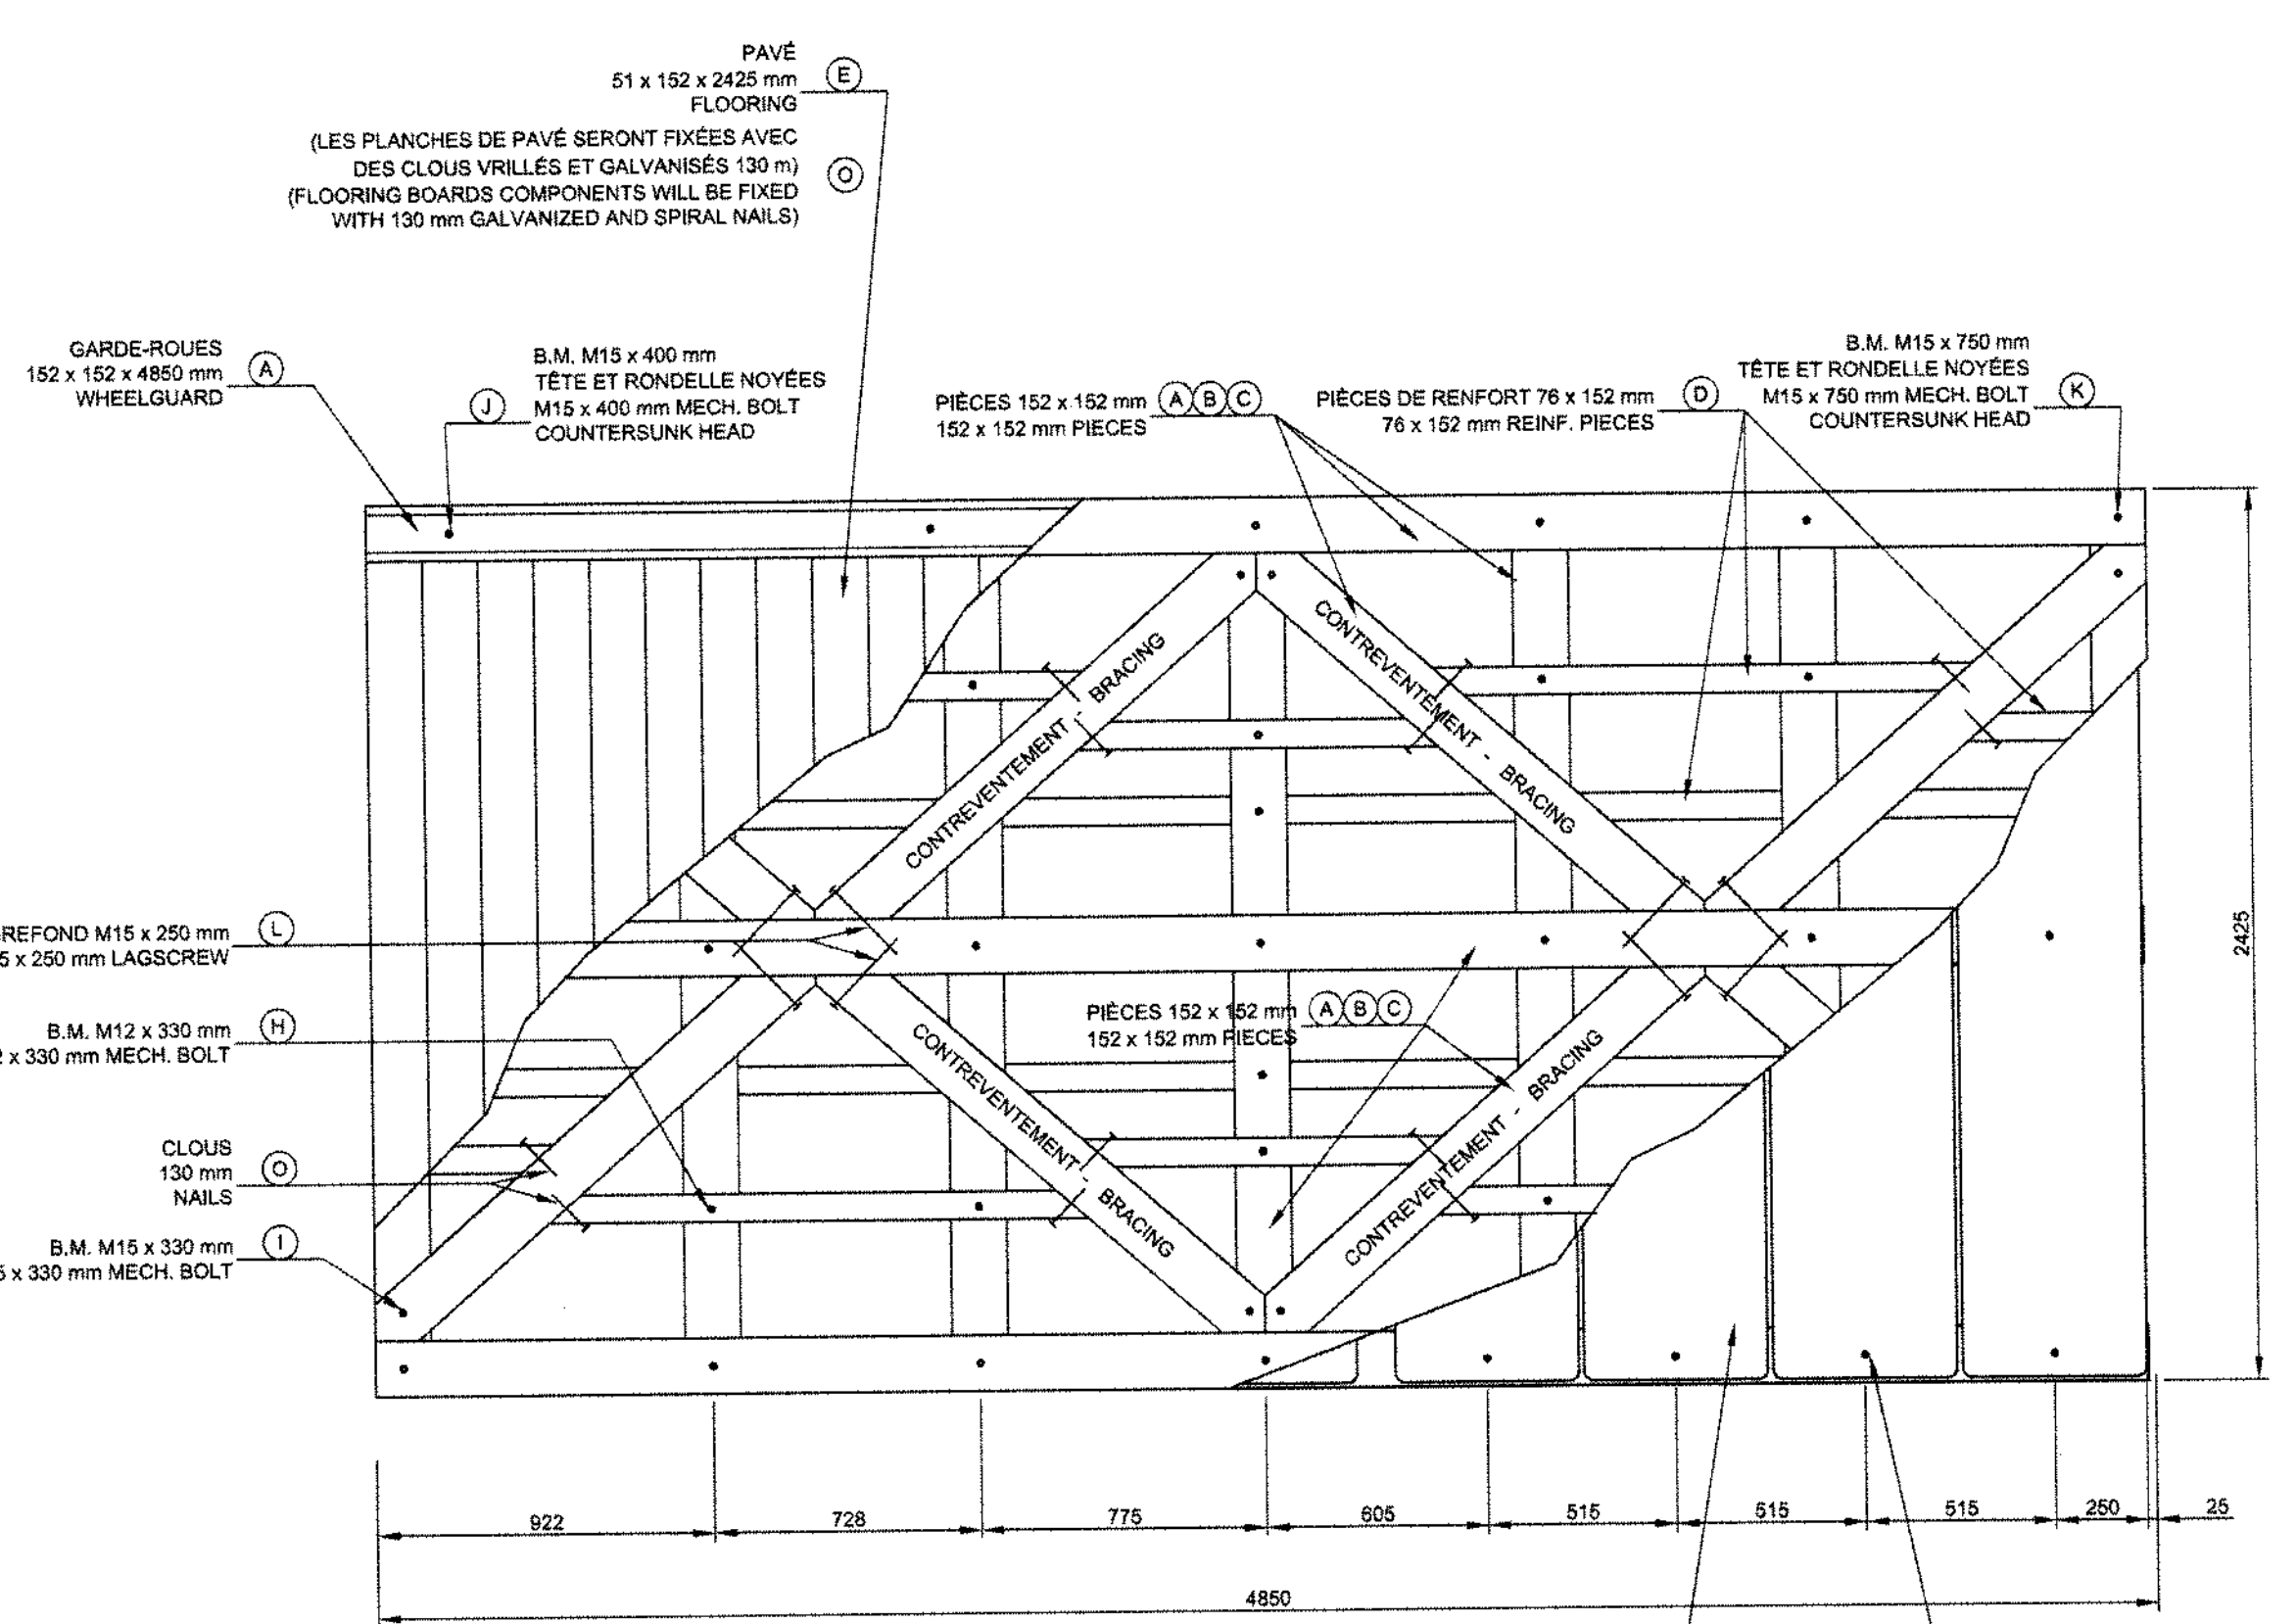 PAVÉ
51 x 152 x 2425 mm
FLOORING
E
(LES PLANCHES DE PAVÉ SERONT FIXÉES AVEC
DES CLOUS VRILLÉS ET GALVANISÉS 130 m)
(FLOORING BOARDS COMPONENTS WILL BE FIXED
WITH 130 mm GALVANIZED AND SPIRAL NAILS)
O
GARDE-ROUES
152 x 152 x 4850 mm
WHEELGUARD
A
J
B.M. M15 x 400 mm
TÊTE ET RONDELLE NOYÉES
M15 x 400 mm MECH. BOLT
COUNTERSUNK HEAD
PIÈCES 152 x 152 mm
152 x 152 mm PIECES
A B C
PIÈCES DE RENFORT 76 x 152 mm
76 x 152 mm REINF. PIECES
D
B.M. M15 x 750 mm
TÊTE ET RONDELLE NOYÉES
M15 x 750 mm MECH. BOLT
COUNTERSUNK HEAD
K
CONTREVENTEMENT - BRACING
CONTREVENTEMENT - BRACING
REFOND M15 x 250 mm
5 x 250 mm LAGSCREW
L
B.M. M12 x 330 mm
2 x 330 mm MECH. BOLT
H
PIÈCES 152 x 152 mm
152 x 152 mm PIECES
A B C
CONTREVENTEMENT - BRACING
CONTREVENTEMENT - BRACING
CLOUS
130 mm
NAILS
O
B.M. M15 x 330 mm
5 x 330 mm MECH. BOLT
I
2425
922
728
775
605
515
515
515
250
25
4850